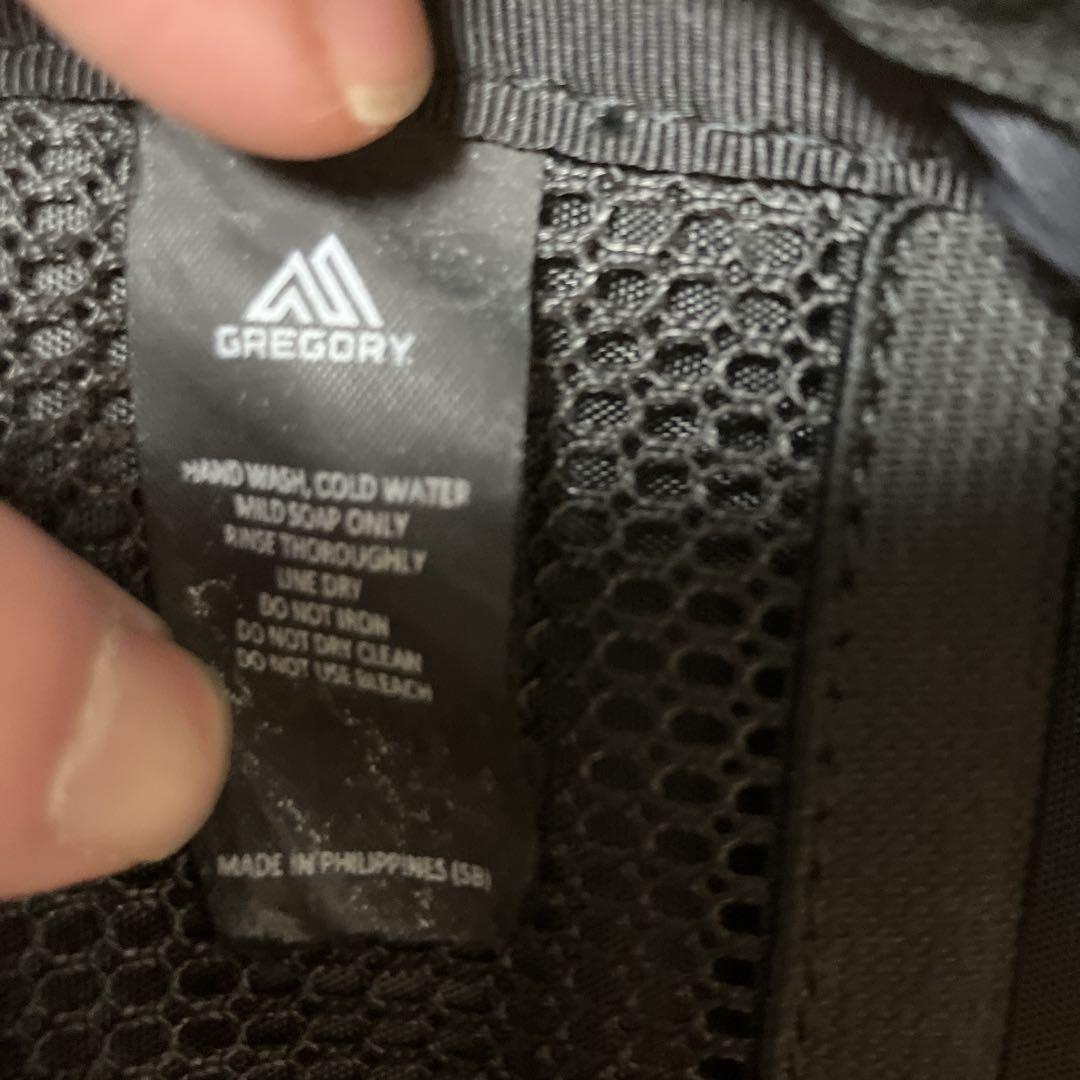 GREGORY
HAND WASH, COLD WATER
MILD SOAP ONLY
RINSE THOROUGHLY
LINE DRY
DO NOT IRON
DO NOT DRY CLEAN
DO NOT USE BLEACH
MADE IN PHILIPPINES (SB)